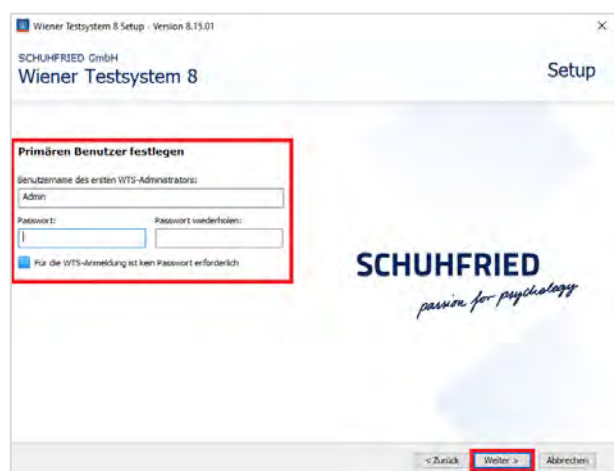 Wiener Testsystem 8 Setup - Version 8.15.01
SCHUHFRIED GmbH
Wiener Testsystem 8
Setup
Primären Benutzer festlegen
Benutzername des ersten WTS-Administrators:
Admin
Passwort: Passwort wiederholen:
Für die WTS-Anmeldung ist kein Passwort erforderlich
SCHUHFRIED
passion for psychology
< Zurück Weiter > Abbrechen